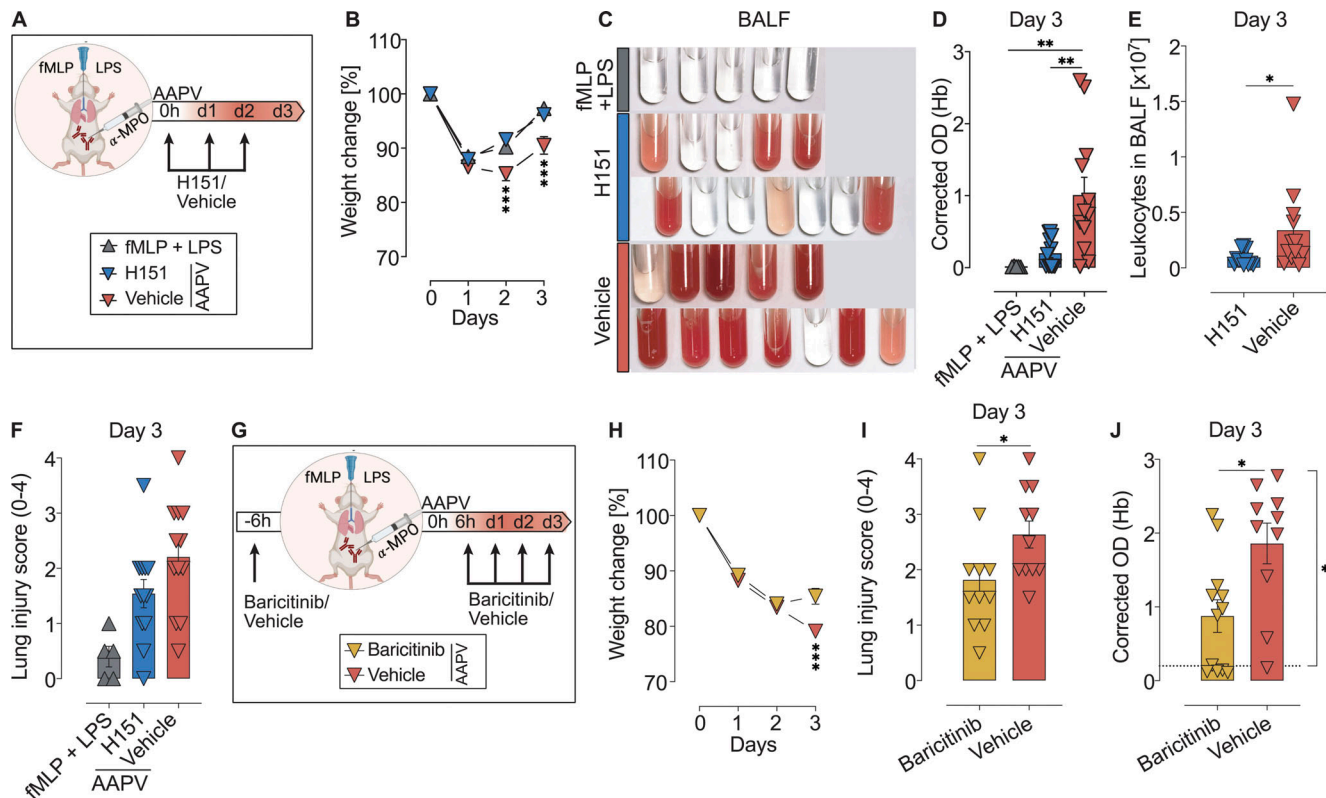 A
fMLP
LPS
AAPV
0h d1 d2 d3
α-MPO
H151/
Vehicle
fMLP + LPS
H151
Vehicle
AAPV
B
Weight change [%]
110
100
90
80
70
***
***
0 1 2 3
Days
C
BALF
fMLP
+LPS
H151
Vehicle
D
Day 3
Corrected OD (Hb)
3
2
1
0
**
**
fMLP + LPS
H151
Vehicle
AAPV
E
Day 3
Leukocytes in BALF [x10⁷]
2
1.5
1
0.5
0
*
H151
Vehicle
F
Day 3
Lung injury score (0-4)
4
3
2
1
0
fMLP + LPS
H151
Vehicle
AAPV
G
-6h
Baricitinib/
Vehicle
fMLP
LPS
α-MPO
AAPV
0h 6h d1 d2 d3
Baricitinib/
Vehicle
Baricitinib
Vehicle
AAPV
H
Weight change [%]
110
100
90
80
70
***
0 1 2 3
Days
I
Day 3
Lung injury score (0-4)
4
3
2
1
0
*
Baricitinib
Vehicle
J
Day 3
Corrected OD (Hb)
3
2
1
0
*
*
Baricitinib
Vehicle